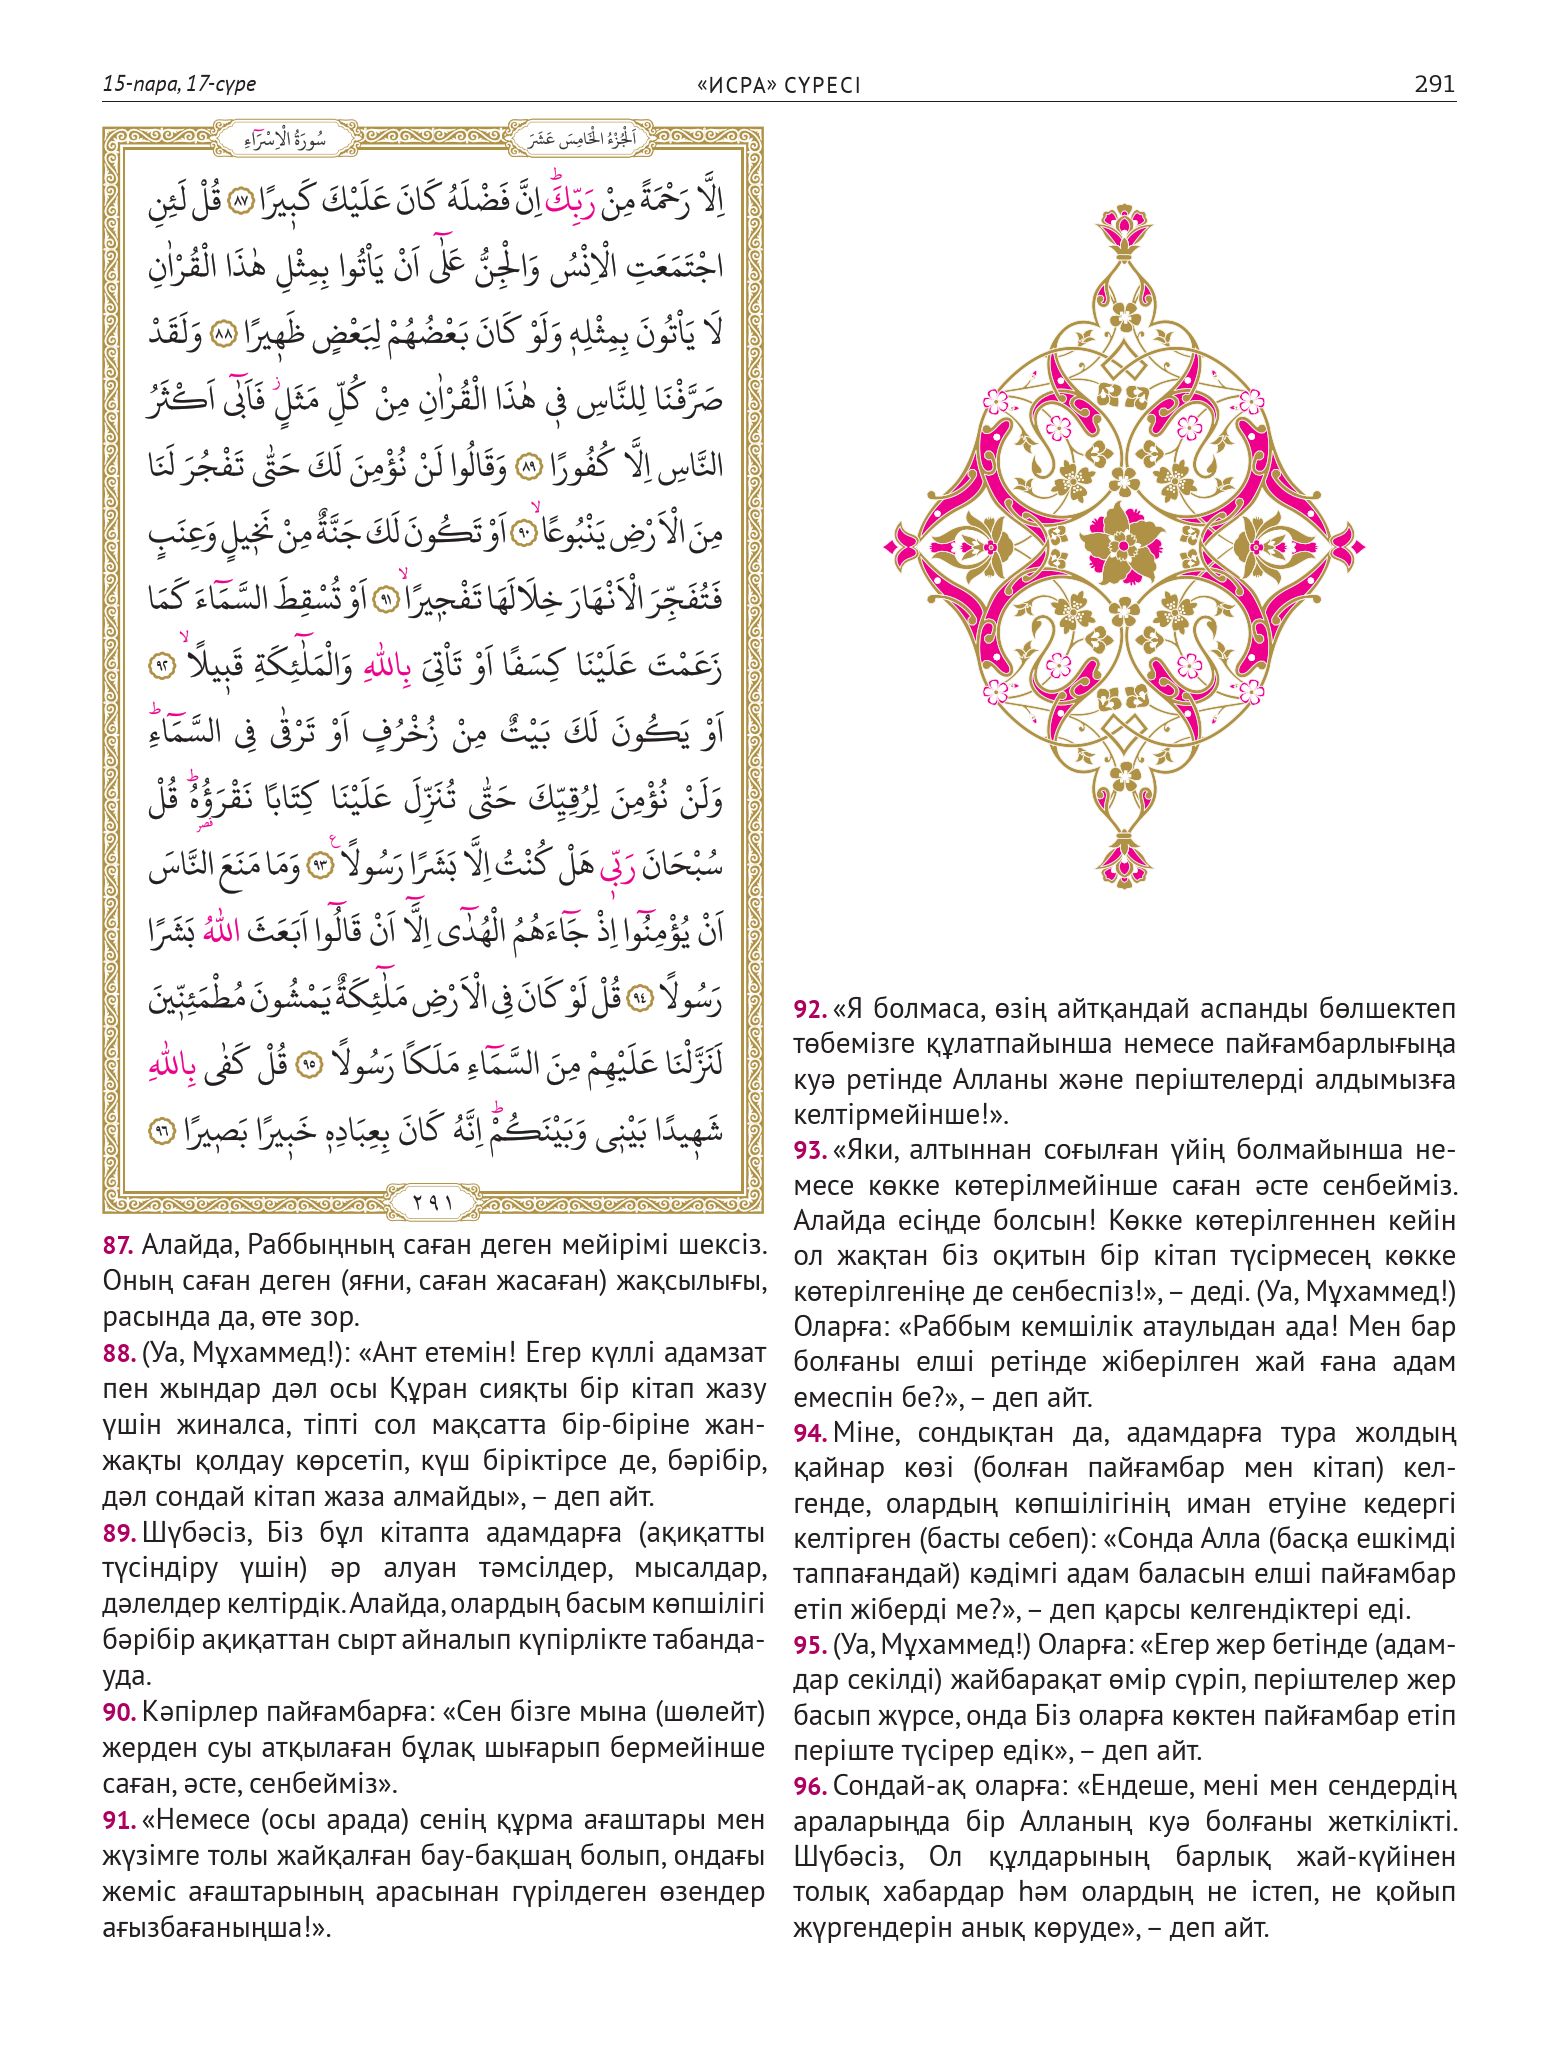 15-пара, 17-сүре
«ИСРА» СҮРЕСІ
291
اَلْجُزْءُ الْخَامِسَ عَشَرَ
سُورَةُ الْاِسْرَٓاءِ
اِلَّا رَحْمَةً مِنْ رَبِّكَۜ اِنَّ فَضْلَهُ كَانَ عَلَيْكَ كَب۪يرًا ﴿٨٧﴾ قُلْ لَئِنِ
اجْتَمَعَتِ الْاِنْسُ وَالْجِنُّ عَلٰٓى اَنْ يَاْتُوا بِمِثْلِ هٰذَا الْقُرْاٰنِ
لَا يَاْتُونَ بِمِثْلِه۪ وَلَوْ كَانَ بَعْضُهُمْ لِبَعْضٍ ظَه۪يرًا ﴿٨٨﴾ وَلَقَدْ
صَرَّفْنَا لِلنَّاسِ ف۪ي هٰذَا الْقُرْاٰنِ مِنْ كُلِّ مَثَلٍۘ فَاَبٰٓى اَكْثَرُ
النَّاسِ اِلَّا كُفُورًا ﴿٨٩﴾ وَقَالُوا لَنْ نُؤْمِنَ لَكَ حَتّٰى تَفْجُرَ لَنَا
مِنَ الْاَرْضِ يَنْبُوعًاۙ ﴿٩٠﴾ اَوْ تَكُونَ لَكَ جَنَّةٌ مِنْ نَخ۪يلٍ وَعِنَبٍ
فَتُفَجِّرَ الْاَنْهَارَ خِلَالَهَا تَفْج۪يرًاۙ ﴿٩١﴾ اَوْ تُسْقِطَ السَّمَٓاءَ كَمَا
زَعَمْتَ عَلَيْنَا كِسَفًا اَوْ تَاْتِيَ بِاللّٰهِ وَالْمَلٰٓئِكَةِ قَب۪يلًاۙ ﴿٩٢﴾
اَوْ يَكُونَ لَكَ بَيْتٌ مِنْ زُخْرُفٍ اَوْ تَرْقٰى فِي السَّمَٓاءِۜ
وَلَنْ نُؤْمِنَ لِرُقِيِّكَ حَتّٰى تُنَزِّلَ عَلَيْنَا كِتَابًا نَقْرَؤُ۬هُۜ قُلْ
سُبْحَانَ رَبّ۪ي هَلْ كُنْتُ اِلَّا بَشَرًا رَسُولًا۟ ﴿٩٣﴾ وَمَا مَنَعَ النَّاسَ
اَنْ يُؤْمِنُٓوا اِذْ جَٓاءَهُمُ الْهُدٰٓى اِلَّٓا اَنْ قَالُٓوا اَبَعَثَ اللّٰهُ بَشَرًا
رَسُولًا ﴿٩٤﴾ قُلْ لَوْ كَانَ فِي الْاَرْضِ مَلٰٓئِكَةٌ يَمْشُونَ مُطْمَئِنّ۪ينَ
لَنَزَّلْنَا عَلَيْهِمْ مِنَ السَّمَٓاءِ مَلَكًا رَسُولًا ﴿٩٥﴾ قُلْ كَفٰى بِاللّٰهِ
شَه۪يدًا بَيْن۪ي وَبَيْنَكُمْۜ اِنَّهُ كَانَ بِعِبَادِه۪ خَب۪يرًا بَص۪يرًا ﴿٩٦﴾
٢٩١
87. Алайда, Раббыңның саған деген мейірімі шексіз.
Оның саған деген (яғни, саған жасаған) жақсылығы,
расында да, өте зор.
88. (Уа, Мұхаммед!): «Ант етемін! Егер күллі адамзат
пен жындар дәл осы Құран сияқты бір кітап жазу
үшін жиналса, тіпті сол мақсатта бір-біріне жан-
жақты қолдау көрсетіп, күш біріктірсе де, бәрібір,
дәл сондай кітап жаза алмайды», – деп айт.
89. Шүбәсіз, Біз бұл кітапта адамдарға (ақиқатты
түсіндіру үшін) әр алуан тәмсілдер, мысалдар,
дәлелдер келтірдік. Алайда, олардың басым көпшілігі
бәрібір ақиқаттан сырт айналып күпірлікте табанда-
уда.
90. Кәпірлер пайғамбарға: «Сен бізге мына (шөлейт)
жерден суы атқылаған бұлақ шығарып бермейінше
саған, әсте, сенбейміз».
91. «Немесе (осы арада) сенің құрма ағаштары мен
жүзімге толы жайқалған бау-бақшаң болып, ондағы
жеміс ағаштарының арасынан гүрілдеген өзендер
ағызбағаныңша!».
92. «Я болмаса, өзің айтқандай аспанды бөлшектеп
төбемізге құлатпайынша немесе пайғамбарлығыңа
куә ретінде Алланы және періштелерді алдымызға
келтірмейінше!».
93. «Яки, алтыннан соғылған үйің болмайынша не-
месе көкке көтерілмейінше саған әсте сенбейміз.
Алайда есіңде болсын! Көкке көтерілгеннен кейін
ол жақтан біз оқитын бір кітап түсірмесең көкке
көтерілгеніңе де сенбеспіз!», – деді. (Уа, Мұхаммед!)
Оларға: «Раббым кемшілік атаулыдан ада! Мен бар
болғаны елші ретінде жіберілген жай ғана адам
емеспін бе?», – деп айт.
94. Міне, сондықтан да, адамдарға тура жолдың
қайнар көзі (болған пайғамбар мен кітап) кел-
генде, олардың көпшілігінің иман етуіне кедергі
келтірген (басты себеп): «Сонда Алла (басқа ешкімді
таппағандай) кәдімгі адам баласын елші пайғамбар
етіп жіберді ме?», – деп қарсы келгендіктері еді.
95. (Уа, Мұхаммед!) Оларға: «Егер жер бетінде (адам-
дар секілді) жайбарақат өмір сүріп, періштелер жер
басып жүрсе, онда Біз оларға көктен пайғамбар етіп
періште түсірер едік», – деп айт.
96. Сондай-ақ оларға: «Ендеше, мені мен сендердің
араларыңда бір Алланың куә болғаны жеткілікті.
Шүбәсіз, Ол құлдарының барлық жай-күйінен
толық хабардар һәм олардың не істеп, не қойып
жүргендерін анық көруде», – деп айт.